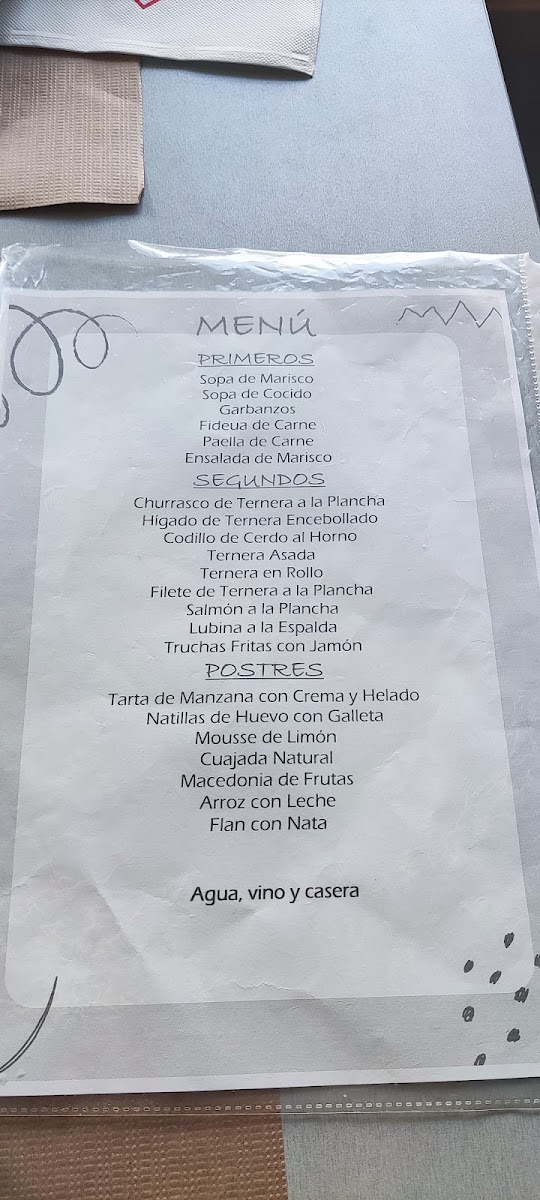 MENÚ
PRIMEROS
Sopa de Marisco
Sopa de Cocido
Garbanzos
Fideua de Carne
Paella de Carne
Ensalada de Marisco
SEGUNDOS
Churrasco de Ternera a la Plancha
Hígado de Ternera Encebollado
Codillo de Cerdo al Horno
Ternera Asada
Ternera en Rollo
Filete de Ternera a la Plancha
Salmón a la Plancha
Lubina a la Espalda
Truchas Fritas con Jamón
POSTRES
Tarta de Manzana con Crema y Helado
Natillas de Huevo con Galleta
Mousse de Limón
Cuajada Natural
Macedonia de Frutas
Arroz con Leche
Flan con Nata
Agua, vino y casera